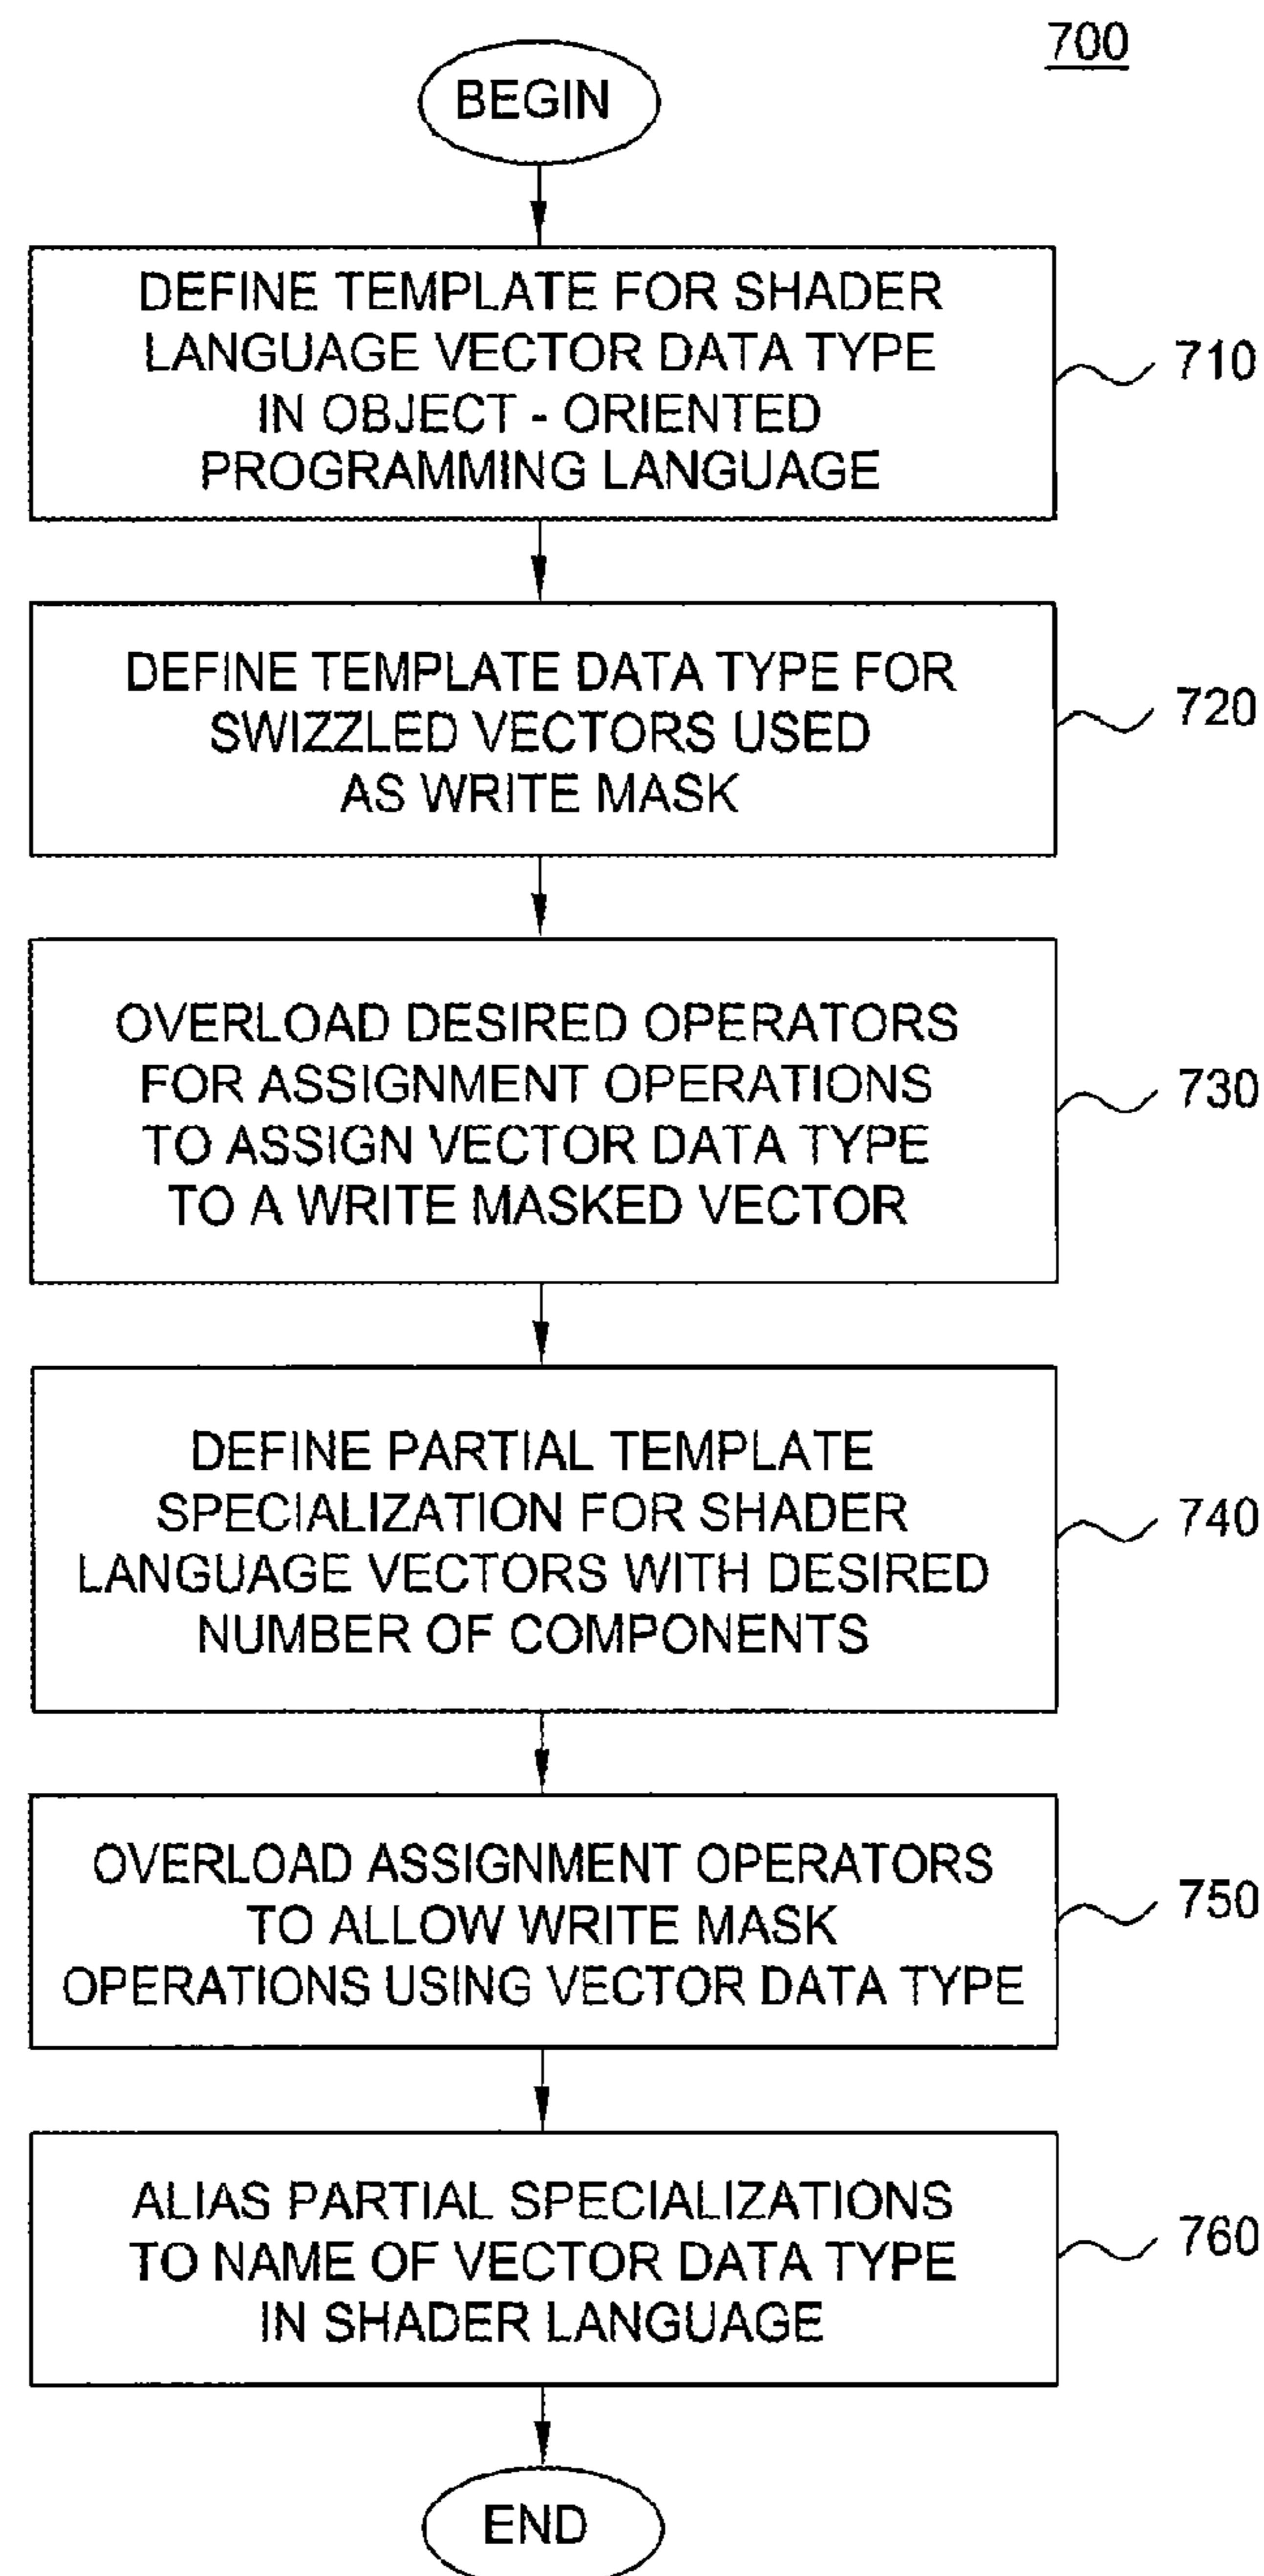 700
BEGIN
DEFINE TEMPLATE FOR SHADER
LANGUAGE VECTOR DATA TYPE
IN OBJECT - ORIENTED
PROGRAMMING LANGUAGE
710
DEFINE TEMPLATE DATA TYPE FOR
SWIZZLED VECTORS USED
AS WRITE MASK
720
OVERLOAD DESIRED OPERATORS
FOR ASSIGNMENT OPERATIONS
TO ASSIGN VECTOR DATA TYPE
TO A WRITE MASKED VECTOR
730
DEFINE PARTIAL TEMPLATE
SPECIALIZATION FOR SHADER
LANGUAGE VECTORS WITH DESIRED
NUMBER OF COMPONENTS
740
OVERLOAD ASSIGNMENT OPERATORS
TO ALLOW WRITE MASK
OPERATIONS USING VECTOR DATA TYPE
750
ALIAS PARTIAL SPECIALIZATIONS
TO NAME OF VECTOR DATA TYPE
IN SHADER LANGUAGE
760
END